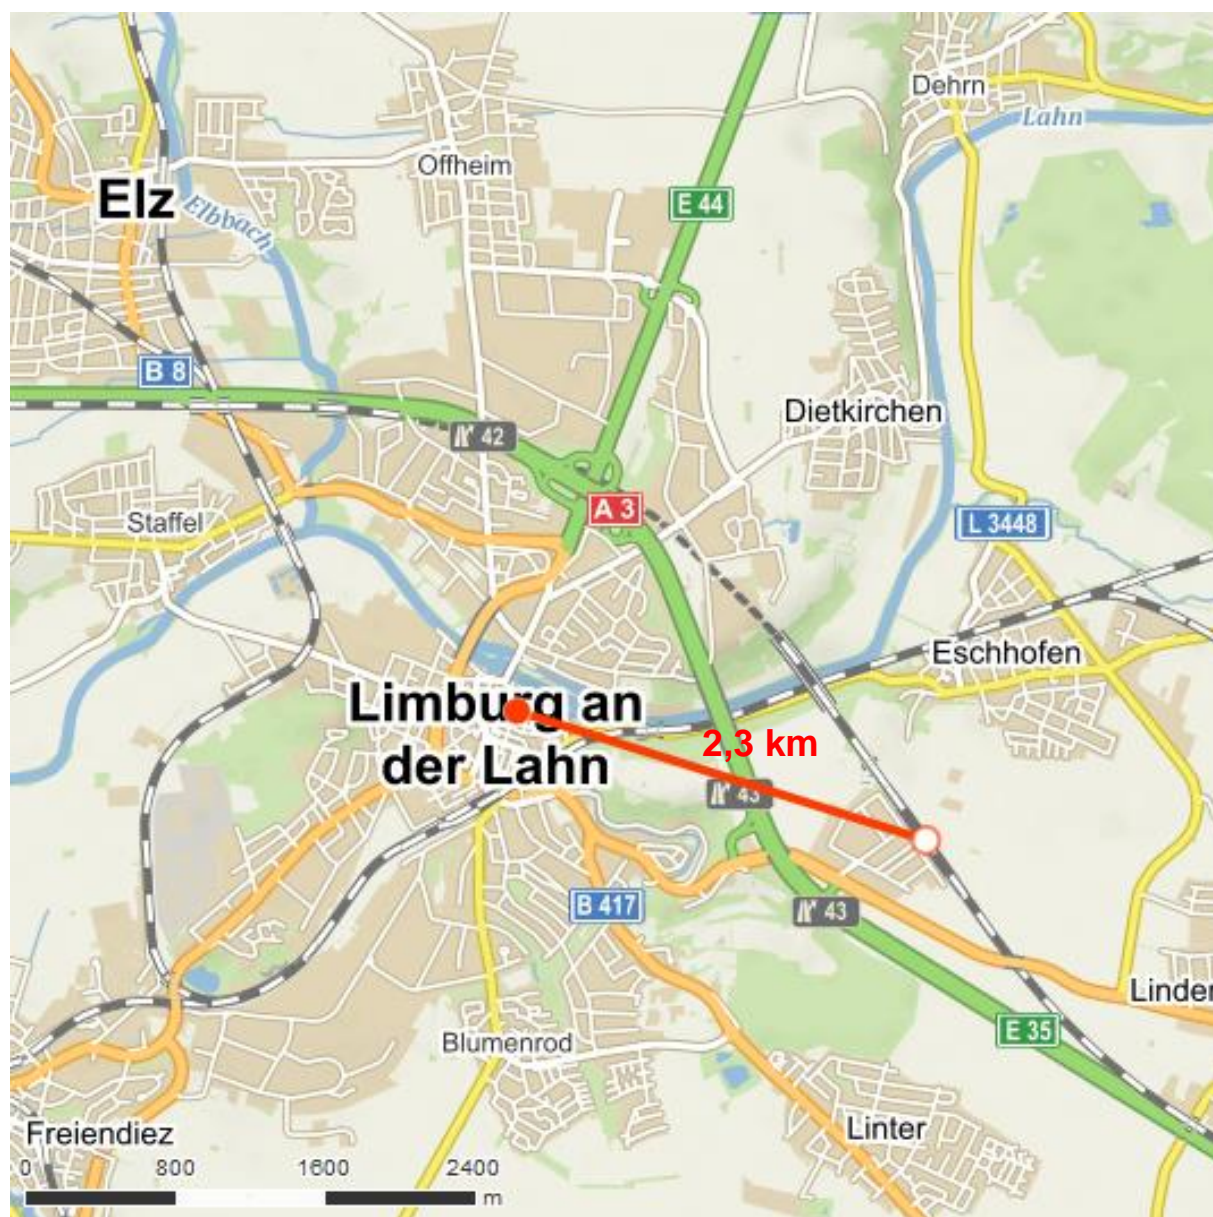 Dehrn
Lahn
Offheim
Elz
Elbbach
E 44
B 8
Dietkirchen
42
A 3
Staffel
L 3448
Eschhofen
Limburg an
der Lahn
2,3 km
43
B 417
43
Linden
E 35
Blumenrod
Freiendiez
Linter
0 800 1600 2400
m